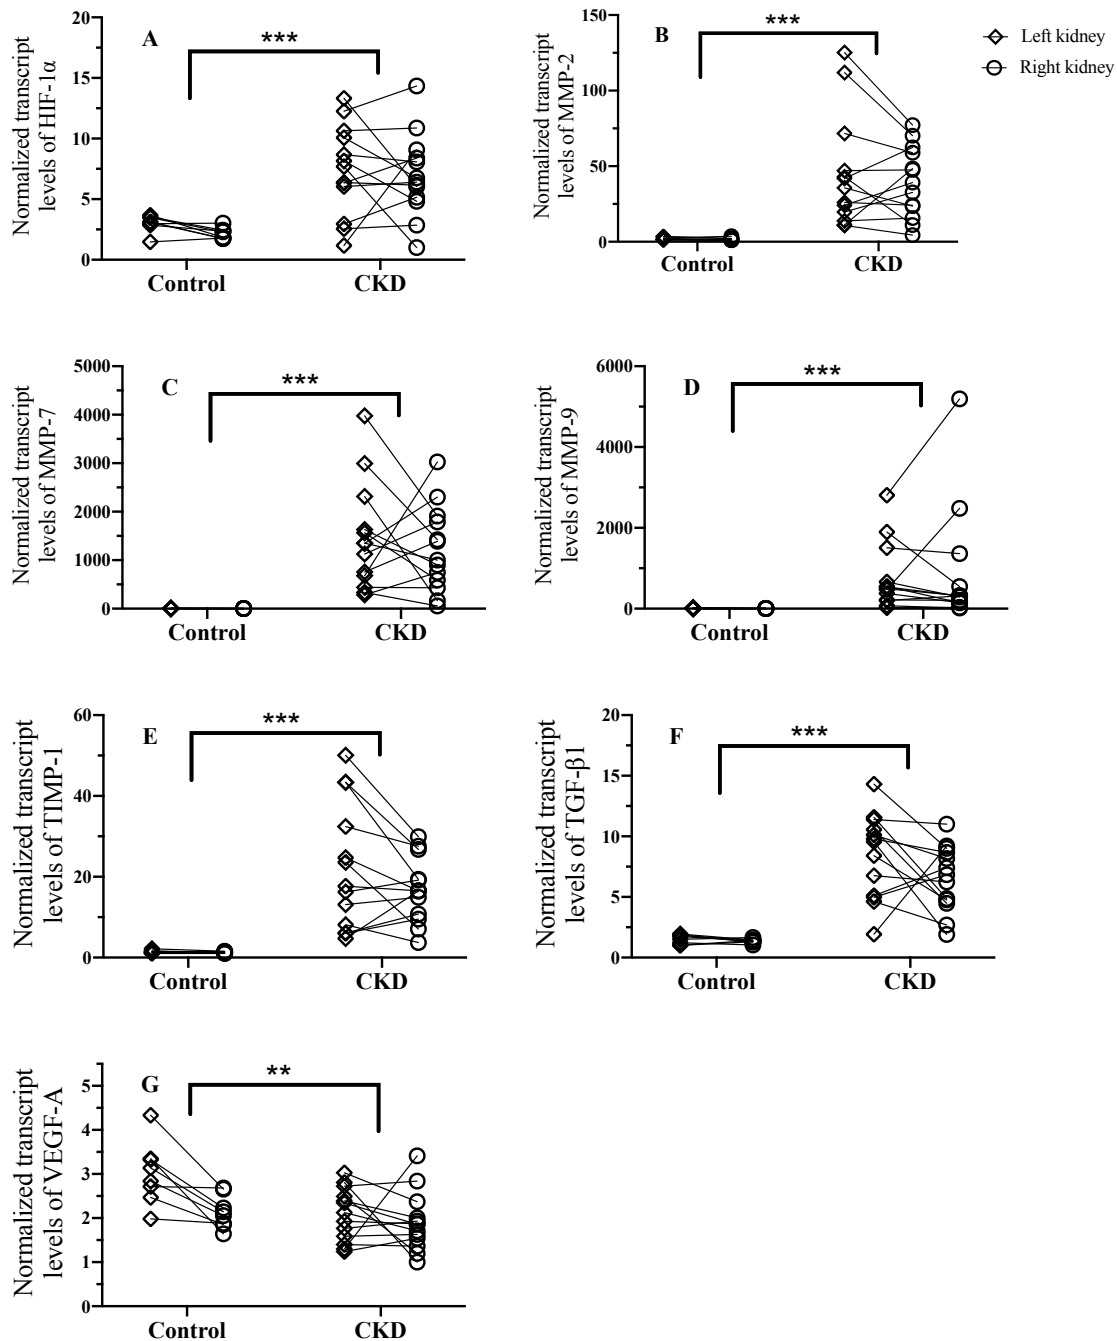 A
***
Normalized transcript
levels of HIF-1α
20
15
10
5
0
Control
CKD
B
***
Normalized transcript
levels of MMP-2
150
100
50
0
Control
CKD
Left kidney
Right kidney
C
***
Normalized transcript
levels of MMP-7
5000
4000
3000
2000
1000
0
Control
CKD
D
***
Normalized transcript
levels of MMP-9
6000
4000
2000
0
Control
CKD
E
***
Normalized transcript
levels of TIMP-1
60
40
20
0
Control
CKD
F
***
Normalized transcript
levels of TGF-β1
20
15
10
5
0
Control
CKD
G
**
Normalized transcript
levels of VEGF-A
5
4
3
2
1
0
Control
CKD